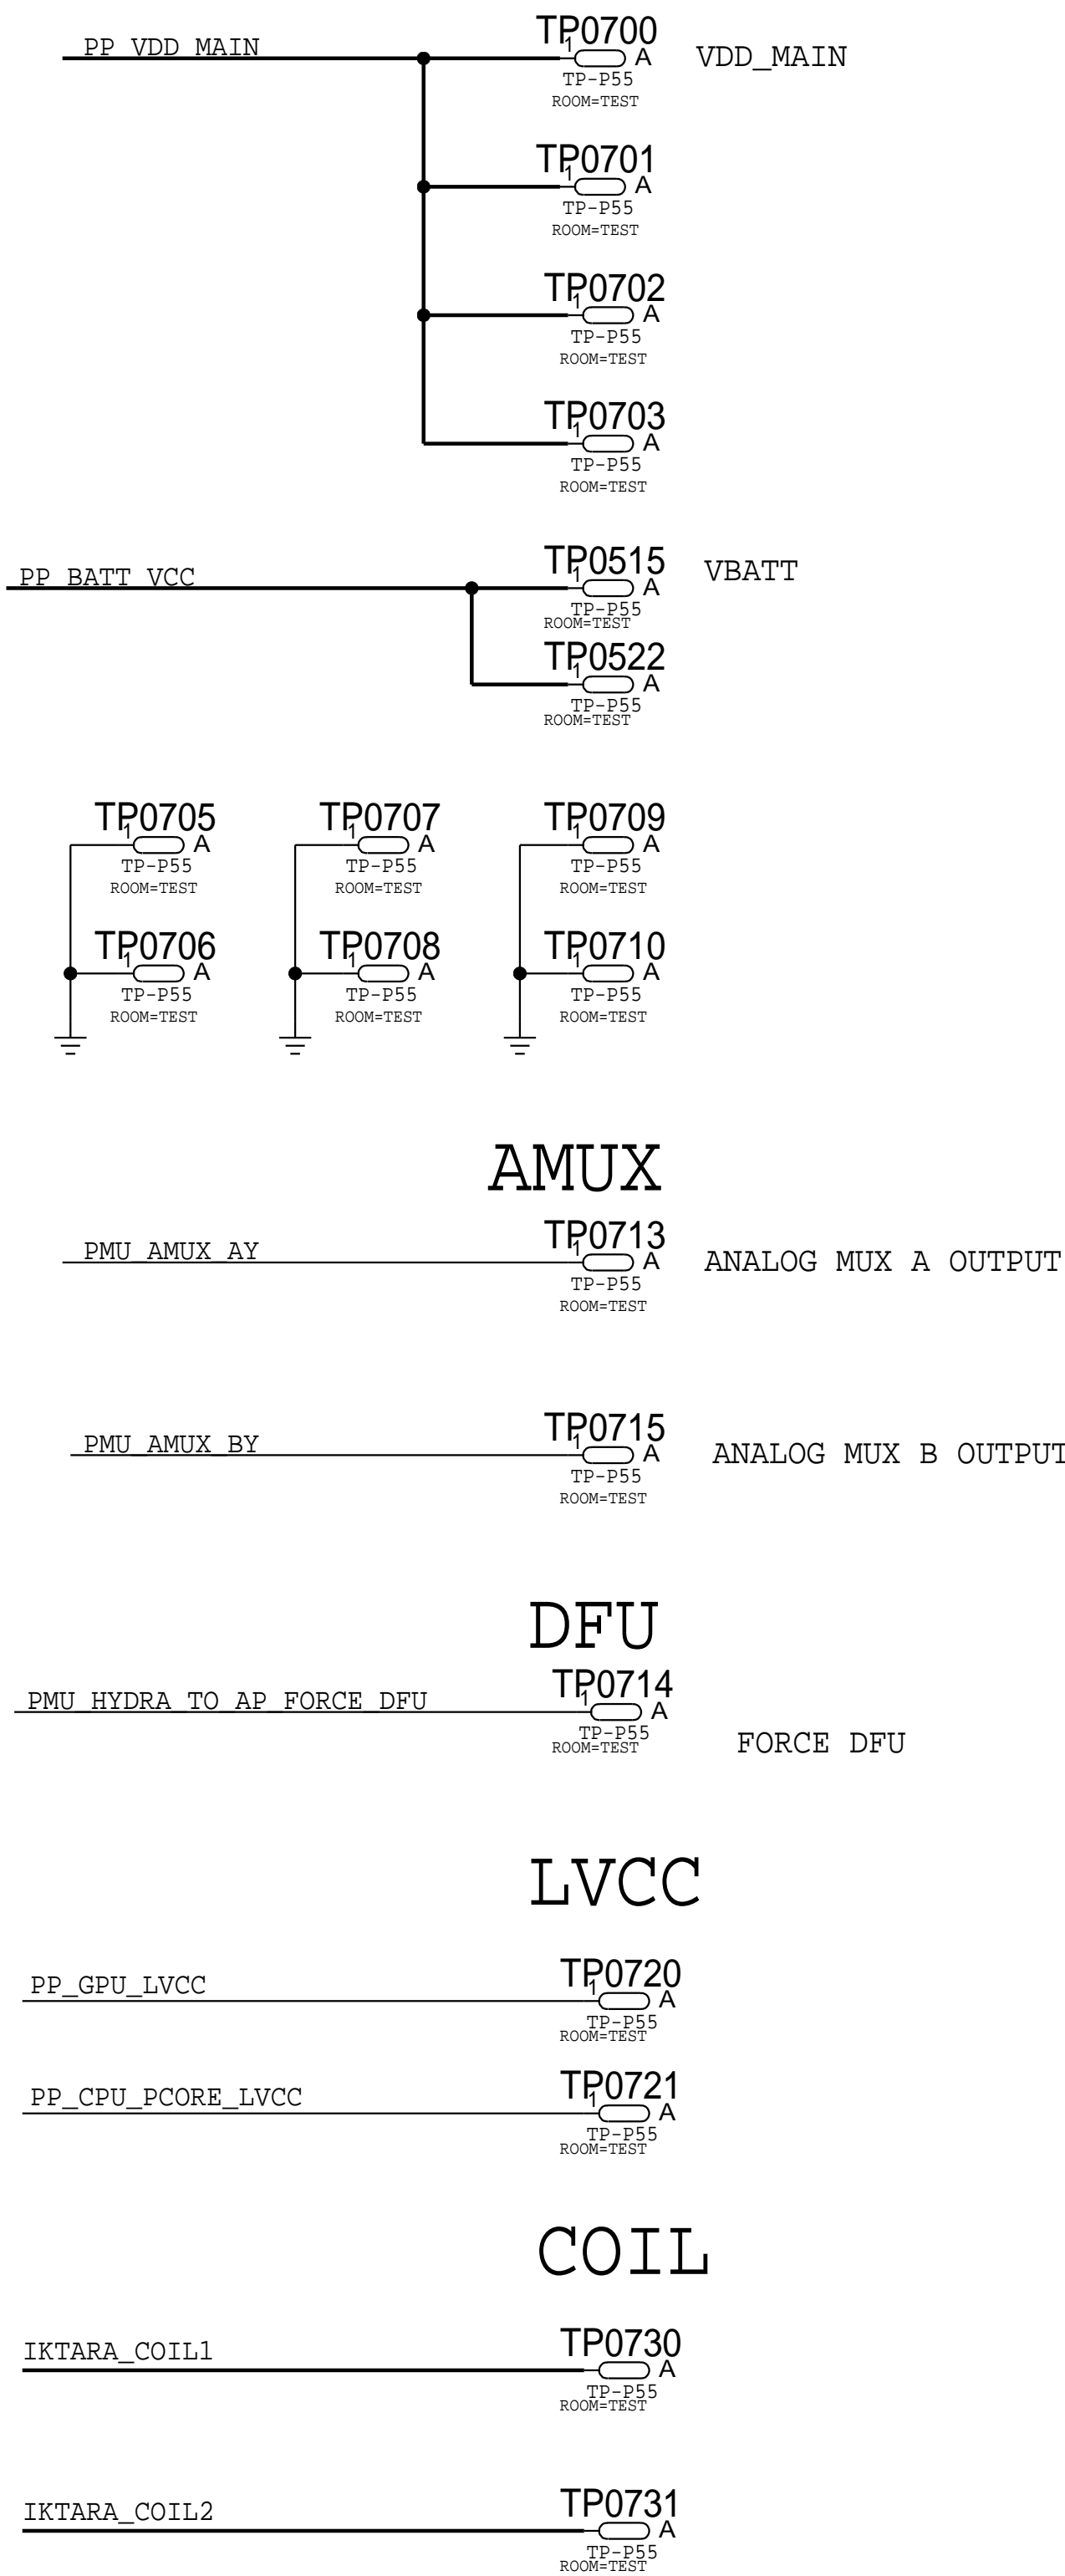 TP0700
PP_VDD_MAIN
1
A
VDD_MAIN
TP-P55
ROOM=TEST
TP0701
1
A
TP-P55
ROOM=TEST
TP0702
1
A
TP-P55
ROOM=TEST
TP0703
1
A
TP-P55
ROOM=TEST
TP0515
PP_BATT_VCC
1
A
VBATT
TP-P55
ROOM=TEST
TP0522
1
A
TP-P55
ROOM=TEST
TP0705
1
A
TP-P55
ROOM=TEST
TP0707
1
A
TP-P55
ROOM=TEST
TP0709
1
A
TP-P55
ROOM=TEST
TP0706
1
A
TP-P55
ROOM=TEST
TP0708
1
A
TP-P55
ROOM=TEST
TP0710
1
A
TP-P55
ROOM=TEST
AMUX
TP0713
PMU_AMUX_AY
1
A
ANALOG MUX A OUTPUT
TP-P55
ROOM=TEST
TP0715
PMU_AMUX_BY
1
A
ANALOG MUX B OUTPUT
TP-P55
ROOM=TEST
DFU
TP0714
PMU_HYDRA_TO_AP_FORCE_DFU
1
A
TP-P55
ROOM=TEST
FORCE DFU
LVCC
TP0720
PP_GPU_LVCC
1
A
TP-P55
ROOM=TEST
TP0721
PP_CPU_PCORE_LVCC
1
A
TP-P55
ROOM=TEST
COIL
TP0730
IKTARA_COIL1
A
TP-P55
ROOM=TEST
TP0731
IKTARA_COIL2
A
TP-P55
ROOM=TEST